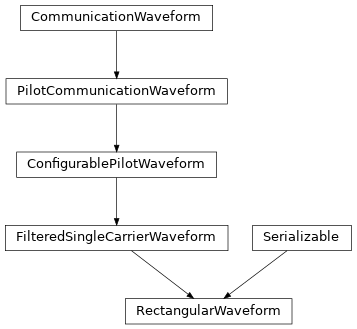 CommunicationWaveform
PilotCommunicationWaveform
ConfigurablePilotWaveform
FilteredSingleCarrierWaveform
Serializable
RectangularWaveform